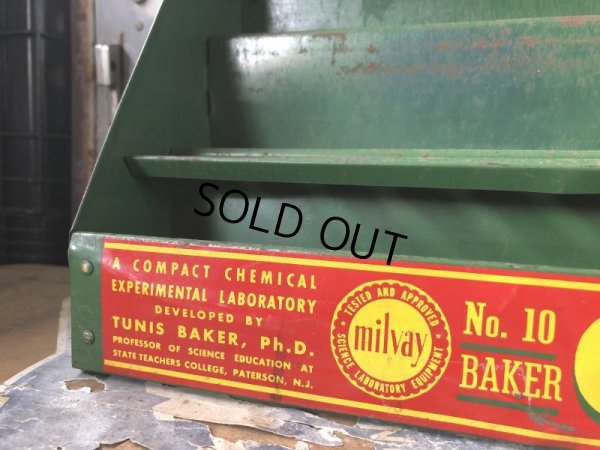 SOLD OUT
A COMPACT CHEMICAL
EXPERIMENTAL LABORATORY
DEVELOPED BY
TUNIS BAKER, Ph.D.
PROFESSOR OF SCIENCE EDUCATION AT
STATE TEACHERS COLLEGE, PATERSON, N.J.
TESTED AND APPROVED
milvay
SCIENCE LABORATORY EQUIPMENT
No. 10
BAKER